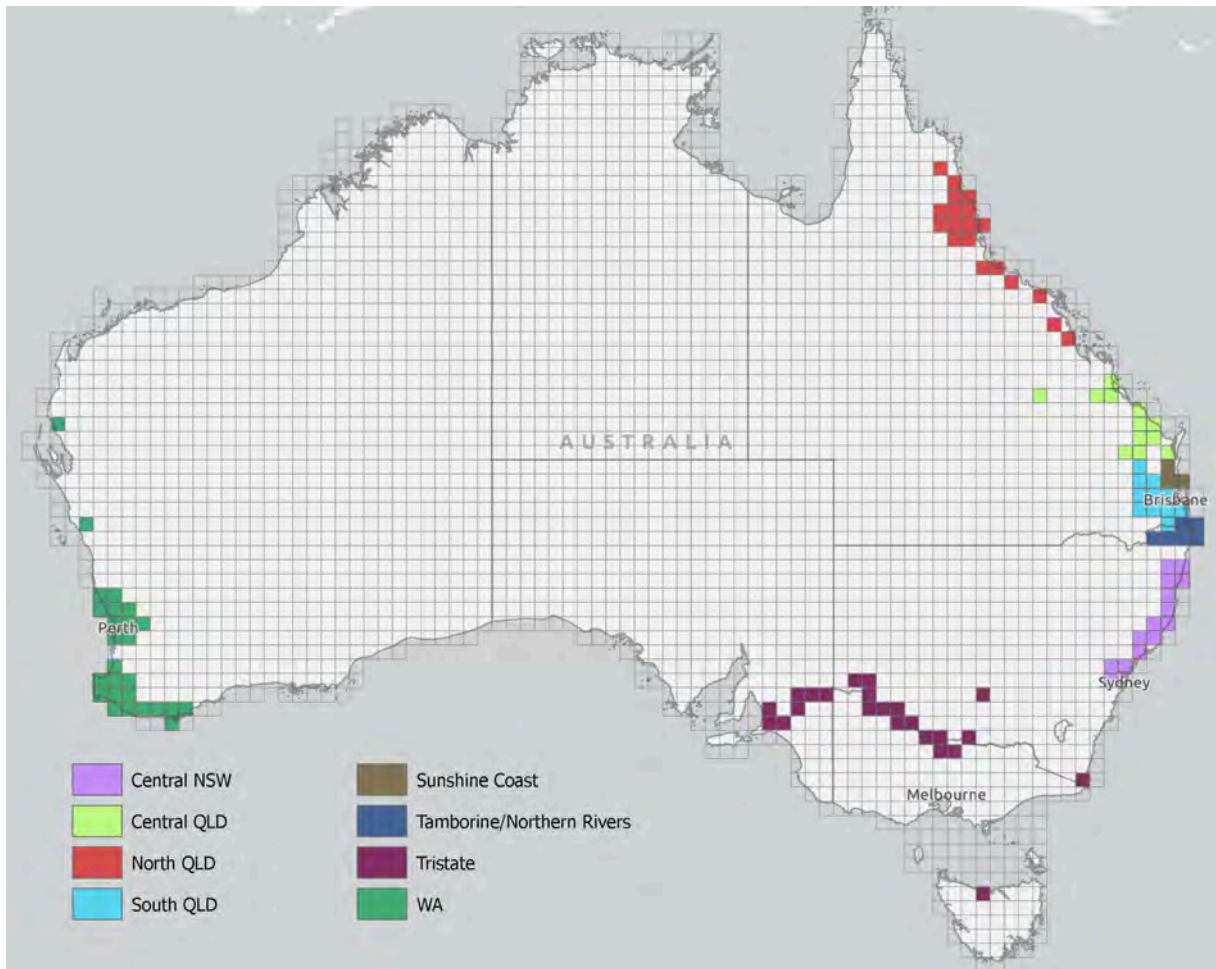 AUSTRALIA
Brisbane
Perth
Sydney
Melbourne
Central NSW
Central QLD
North QLD
South QLD
Sunshine Coast
Tamborine/Northern Rivers
Tristate
WA